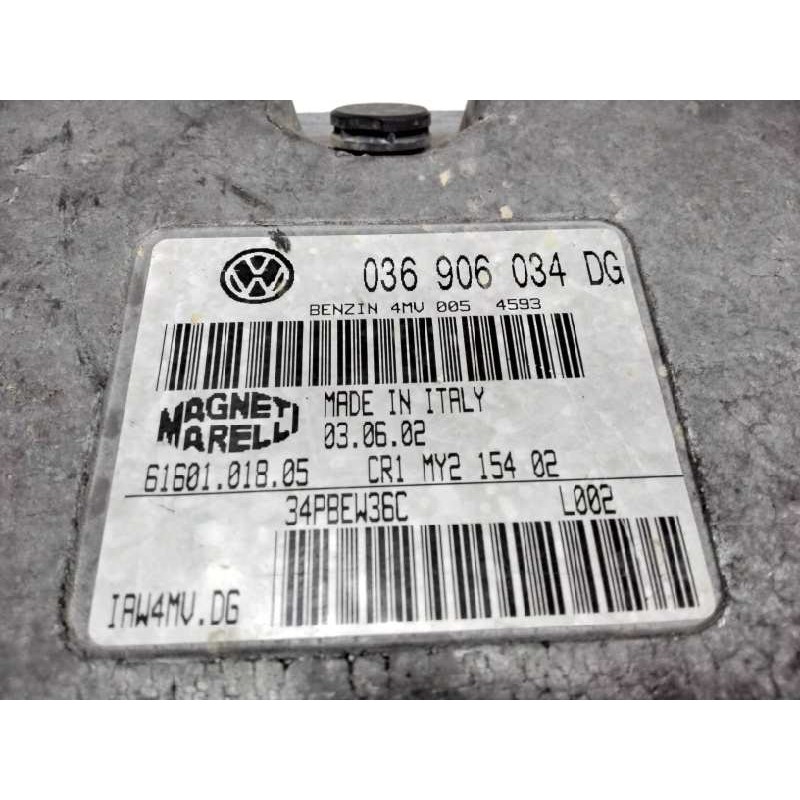 036 906 034 DG
BENZIN 4MV 005 4593
MAGNETI
MARELLI
MADE IN ITALY
03.06.02
61601.018.05 CR1 MY2 154 02
34PBEW36C L002
IAW4MV.DG